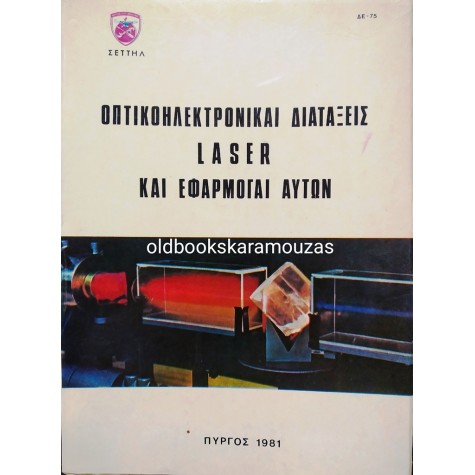 ΔΕ-75
ΣΕΤΤΗΛ
ΟΠΤΙΚΟΗΛΕΚΤΡΟΝΙΚΑΙ ΔΙΑΤΑΞΕΙΣ
LASER
ΚΑΙ ΕΦΑΡΜΟΓΑΙ ΑΥΤΩΝ
oldbookskaramouzas
ΠΥΡΓΟΣ 1981